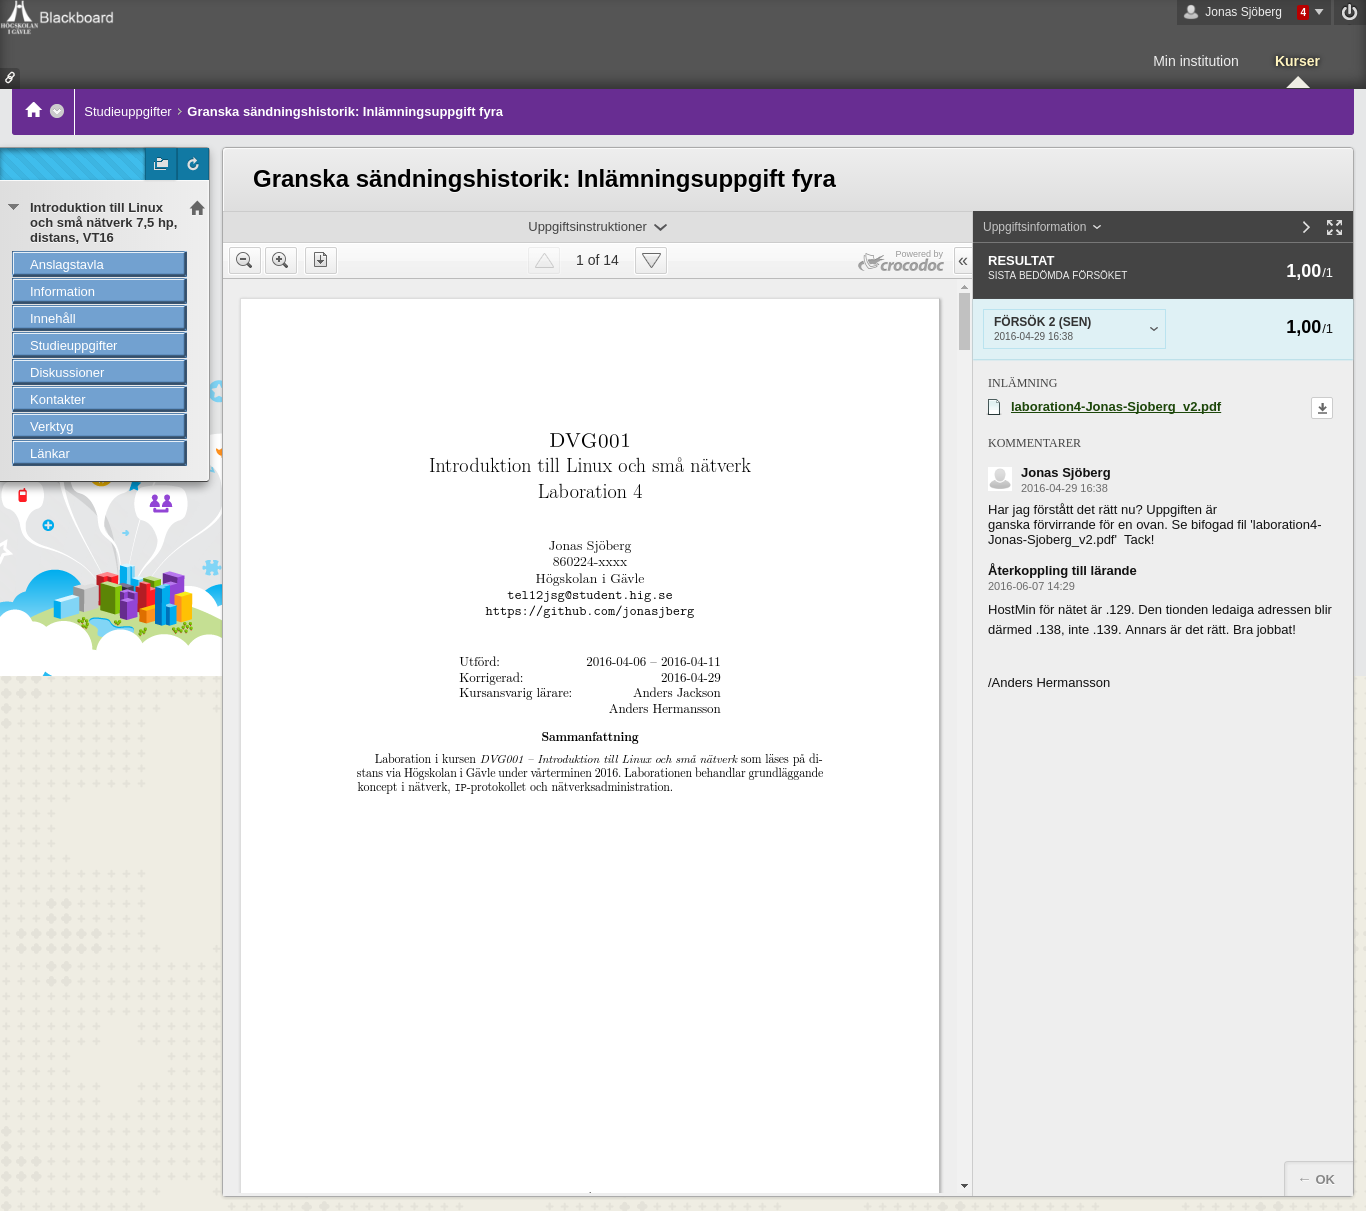 HÖGSKOLAN
I GÄVLE
Blackboard
Jonas Sjöberg
4
Min institution
Kurser
Studieuppgifter
Granska sändningshistorik: Inlämningsuppgift fyra
Introduktion till Linux
och små nätverk 7,5 hp,
distans, VT16
Anslagstavla
Information
Innehåll
Studieuppgifter
Diskussioner
Kontakter
Verktyg
Länkar
Granska sändningshistorik: Inlämningsuppgift fyra
Uppgiftsinstruktioner
1 of 14
Powered by
crocodoc
«
DVG001
Introduktion till Linux och små nätverk
Laboration 4
Jonas Sjöberg
860224-xxxx
Högskolan i Gävle
tel12jsg@student.hig.se
https://github.com/jonasjberg
Utförd: 2016-04-06 – 2016-04-11
Korrigerad: 2016-04-29
Kursansvarig lärare: Anders Jackson
Anders Hermansson
Sammanfattning
Laboration i kursen DVG001 – Introduktion till Linux och små nätverk som läses på di-
stans via Högskolan i Gävle under vårterminen 2016. Laborationen behandlar grundläggande
koncept i nätverk, IP-protokollet och nätverksadministration.
Uppgiftsinformation
RESULTAT
SISTA BEDÖMDA FÖRSÖKET
1,00/1
FÖRSÖK 2 (SEN)
2016-04-29 16:38
1,00/1
INLÄMNING
laboration4-Jonas-Sjoberg_v2.pdf
KOMMENTARER
Jonas Sjöberg
2016-04-29 16:38
Har jag förstått det rätt nu? Uppgiften är
ganska förvirrande för en ovan. Se bifogad fil 'laboration4-
Jonas-Sjoberg_v2.pdf' Tack!
Återkoppling till lärande
2016-06-07 14:29
HostMin för nätet är .129. Den tionden ledaiga adressen blir
därmed .138, inte .139. Annars är det rätt. Bra jobbat!
/Anders Hermansson
← OK